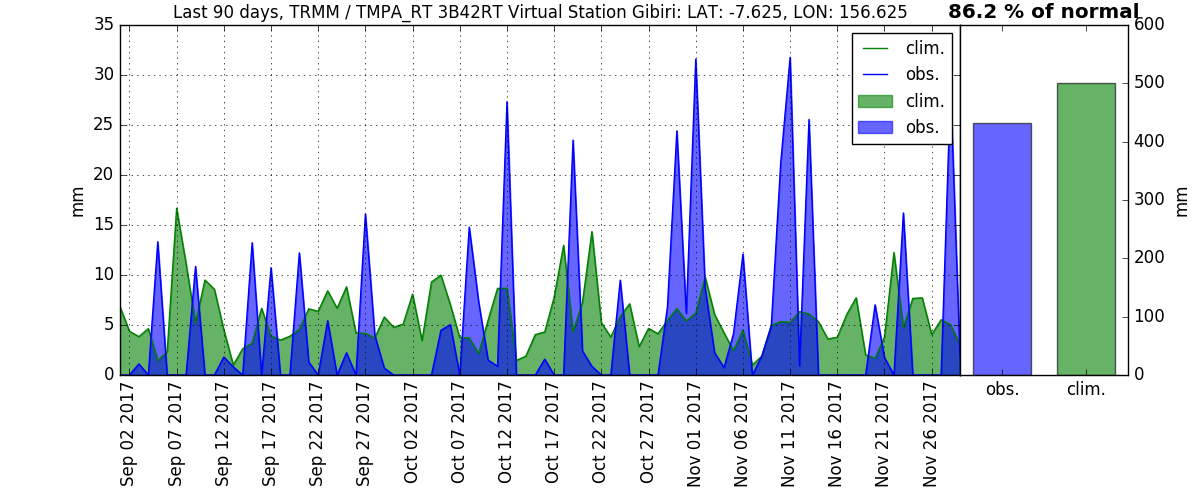 Last 90 days, TRMM / TMPA_RT 3B42RT Virtual Station Gibiri: LAT: -7.625, LON: 156.625
86.2 % of normal
35
30
25
20
15
10
5
0
mm
clim.
obs.
clim.
obs.
600
500
400
300
200
100
0
mm
obs.
clim.
Sep 02 2017
Sep 07 2017
Sep 12 2017
Sep 17 2017
Sep 22 2017
Sep 27 2017
Oct 02 2017
Oct 07 2017
Oct 12 2017
Oct 17 2017
Oct 22 2017
Oct 27 2017
Nov 01 2017
Nov 06 2017
Nov 11 2017
Nov 16 2017
Nov 21 2017
Nov 26 2017